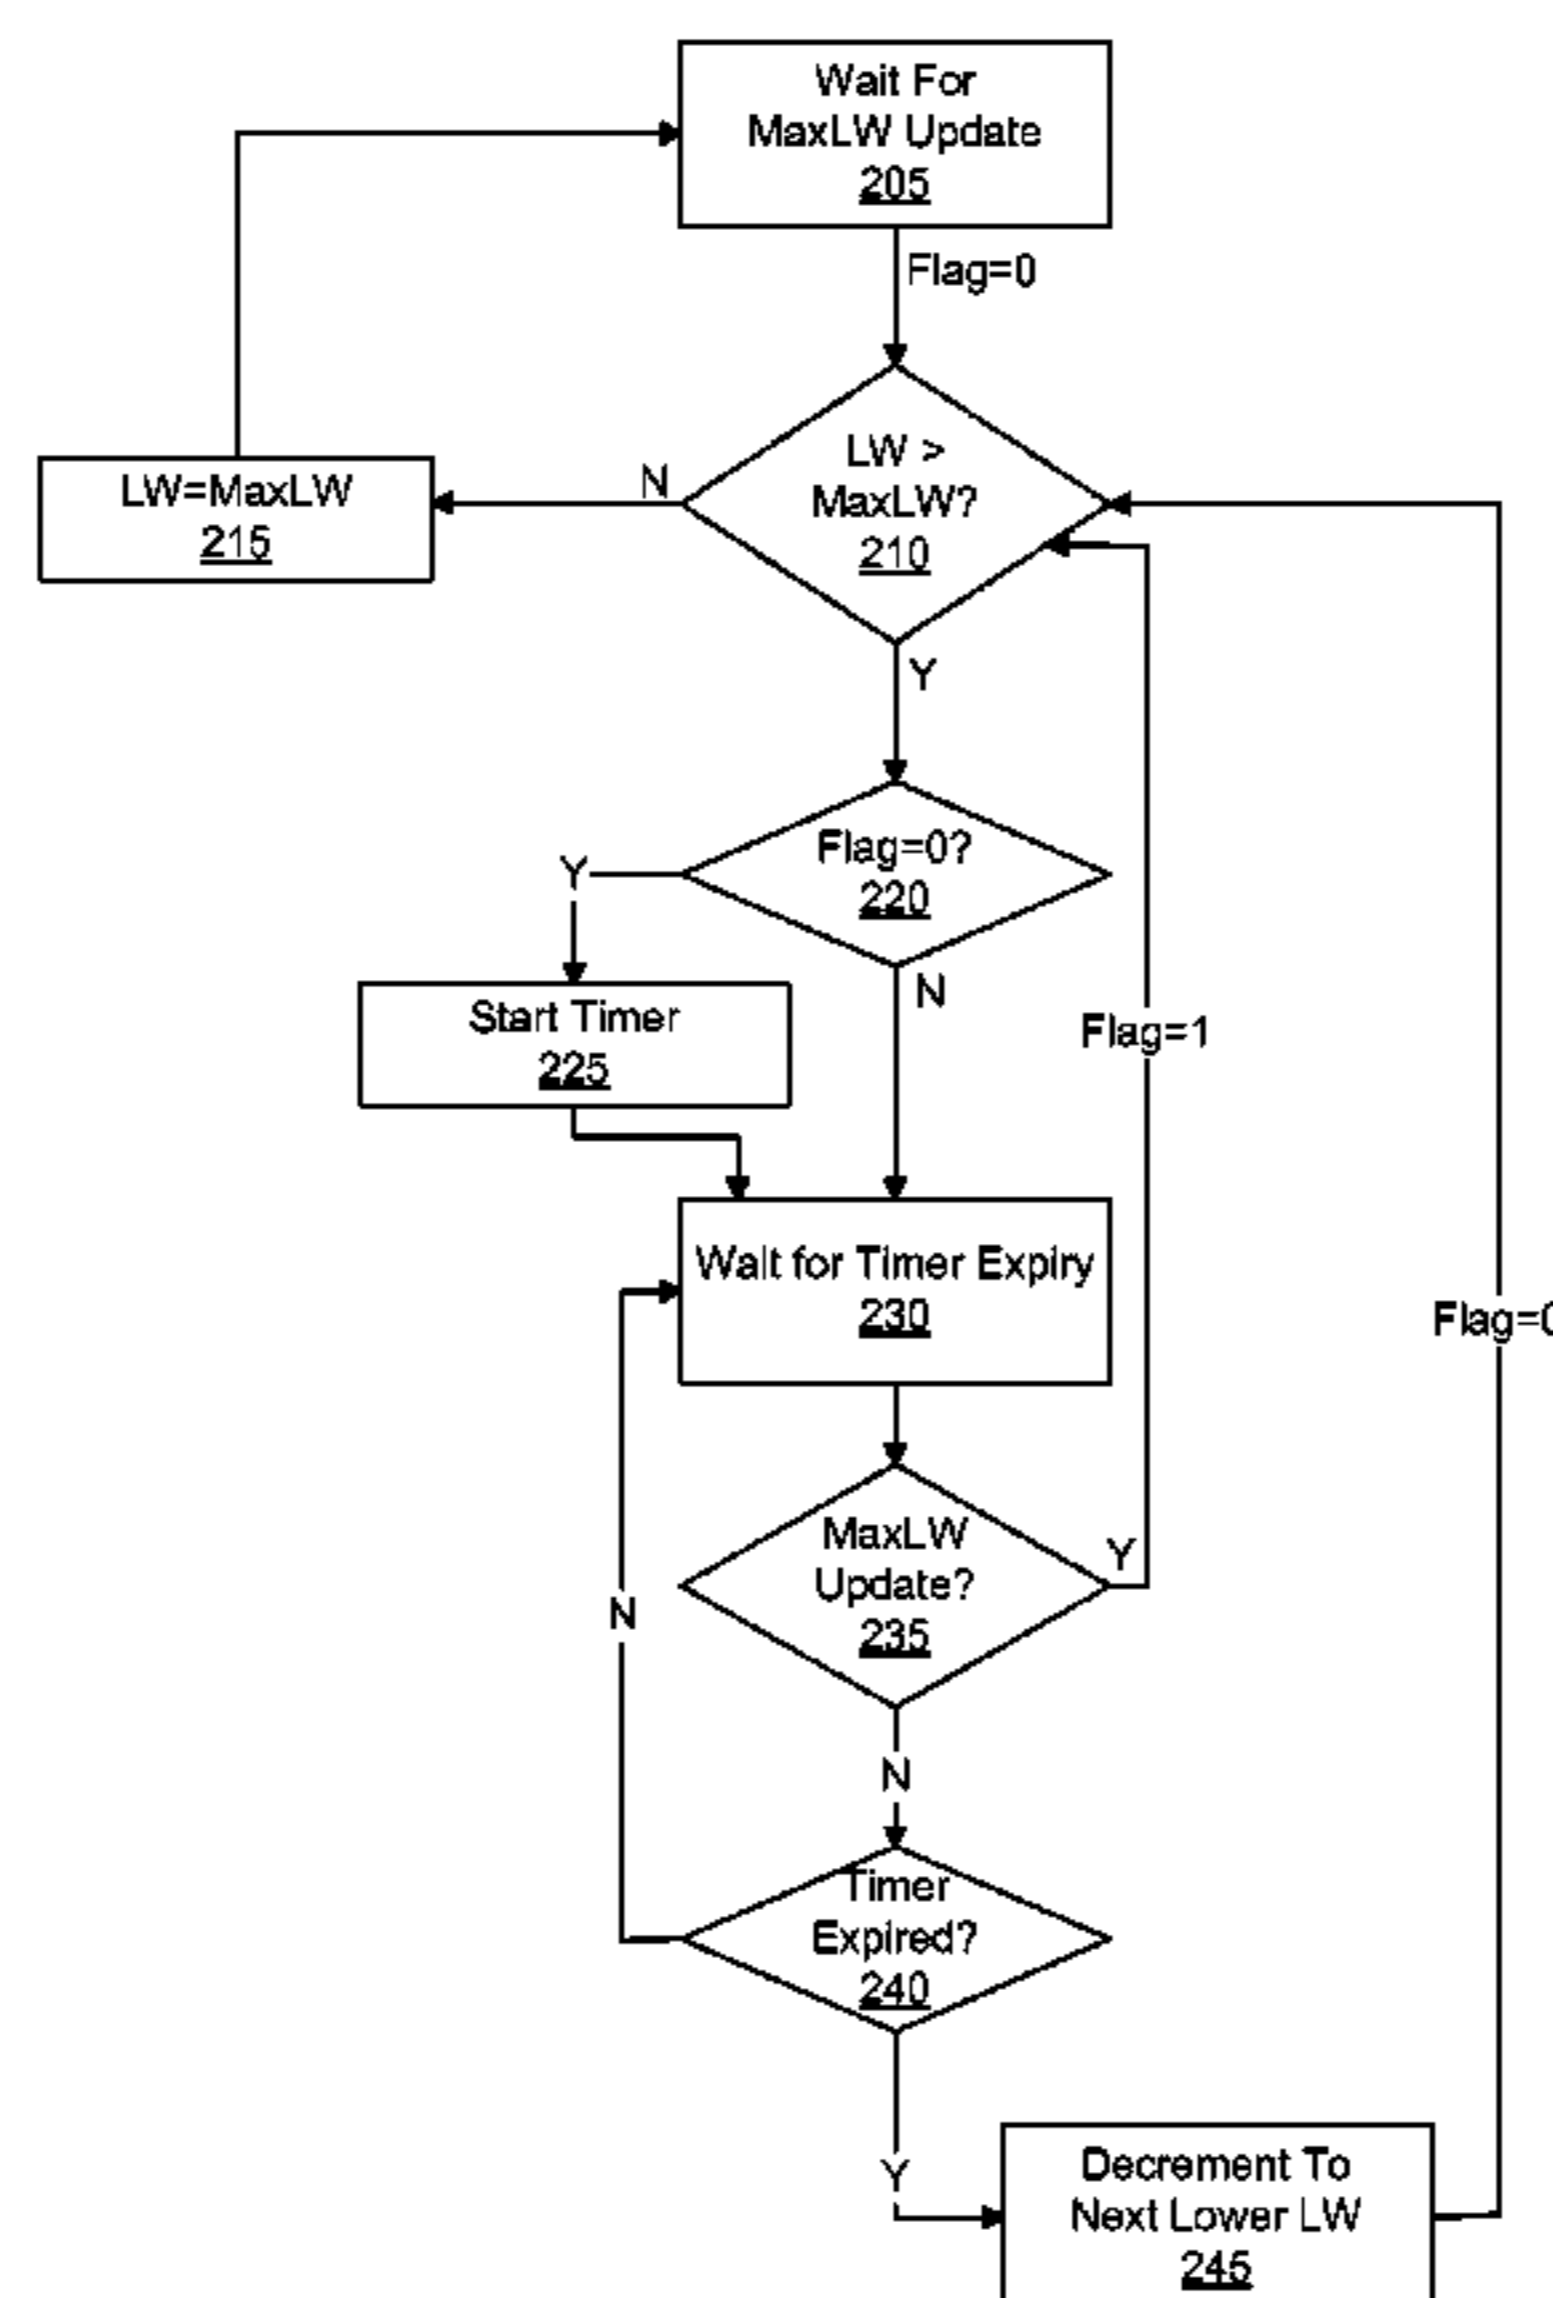 Wait For
MaxLW Update
205
Flag=0
LW >
MaxLW?
210
N
LW=MaxLW
215
Y
Flag=0?
220
Y
N
Start Timer
225
Flag=1
Wait for Timer Expiry
230
Flag=0
MaxLW
Update?
235
Y
N
N
Timer
Expired?
240
Y
Decrement To
Next Lower LW
245